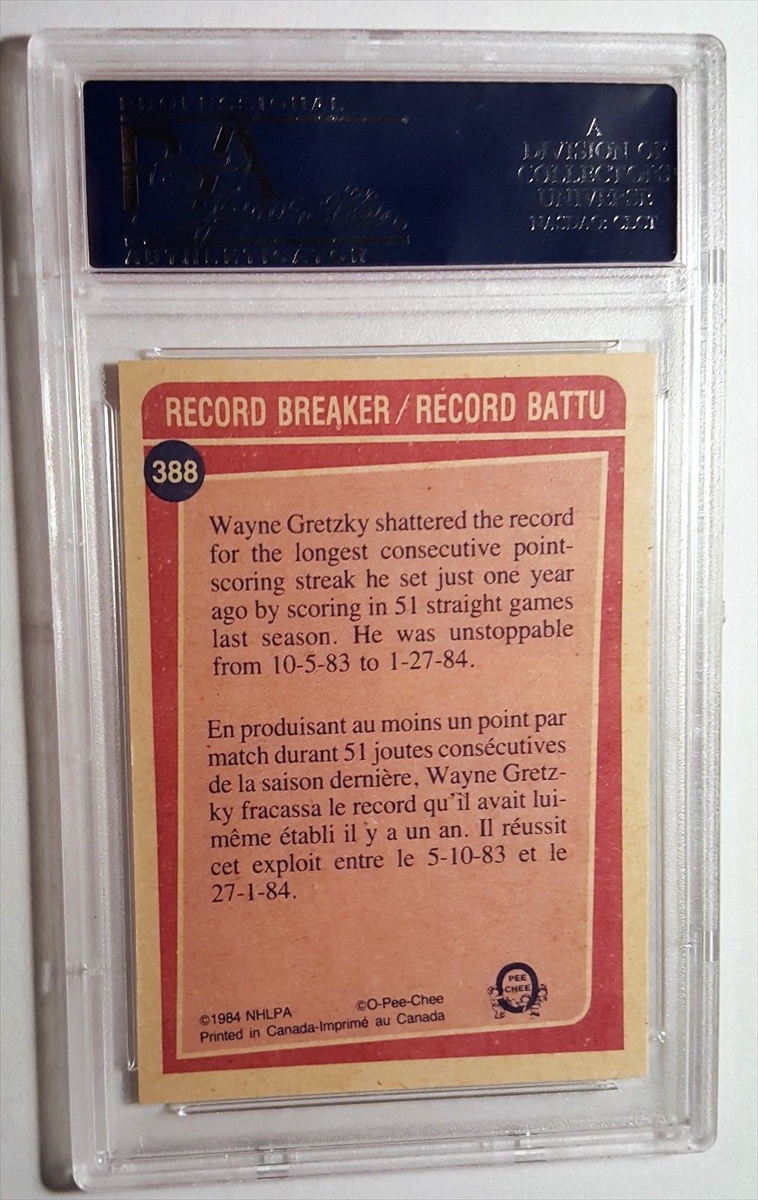 PROFESSIONAL
PSA
AUTHENTICATOR
A
DIVISION OF
COLLECTORS
UNIVERSE
NASDAQ: CLCT
RECORD BREAKER / RECORD BATTU
388
Wayne Gretzky shattered the record
for the longest consecutive point-
scoring streak he set just one year
ago by scoring in 51 straight games
last season. He was unstoppable
from 10-5-83 to 1-27-84.
En produisant au moins un point par
match durant 51 joutes consécutives
de la saison dernière, Wayne Gretz-
ky fracassa le record qu'il avait lui-
même établi il y a un an. Il réussit
cet exploit entre le 5-10-83 et le
27-1-84.
©1984 NHLPA ©O-Pee-Chee
Printed in Canada-Imprimé au Canada
O
PEE
CHEE